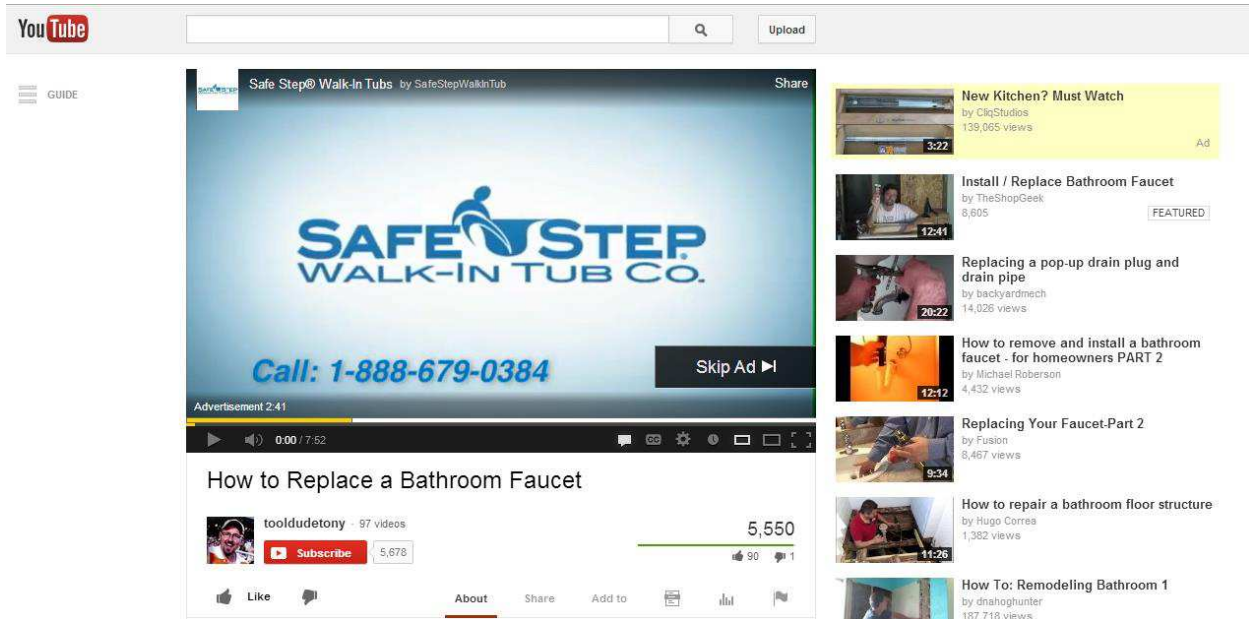 You Tube
Upload
GUIDE
SAFE STEP
Safe Step® Walk-In Tubs by SafeStepWalkInTub
Share
SAFE STEP
WALK-IN TUB CO.
Call: 1-888-679-0384
Skip Ad
Advertisement 2:41
0:00 / 7:52
CC
How to Replace a Bathroom Faucet
tooldudetony · 97 videos
Subscribe 5,678
5,550
90 1
Like
About Share Add to
New Kitchen? Must Watch
by CliqStudios
139,065 views
Ad
3:22
Install / Replace Bathroom Faucet
by TheShopGeek
8,605
FEATURED
12:41
Replacing a pop-up drain plug and
drain pipe
by backyardmech
14,026 views
20:22
How to remove and install a bathroom
faucet - for homeowners PART 2
by Michael Roberson
4,432 views
12:12
Replacing Your Faucet-Part 2
by Fusion
8,467 views
9:34
How to repair a bathroom floor structure
by Hugo Correa
1,382 views
11:26
How To: Remodeling Bathroom 1
by dnahoghunter
187,718 views